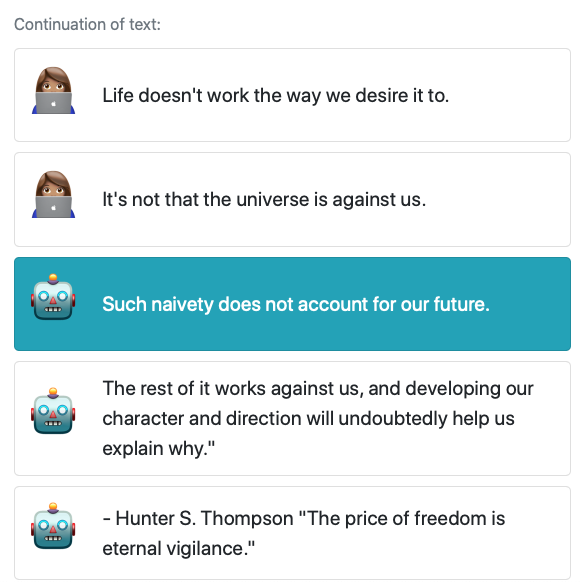 Continuation of text:
Life doesn't work the way we desire it to.
It's not that the universe is against us.
Such naivety does not account for our future.
The rest of it works against us, and developing our
character and direction will undoubtedly help us
explain why."
- Hunter S. Thompson "The price of freedom is
eternal vigilance."